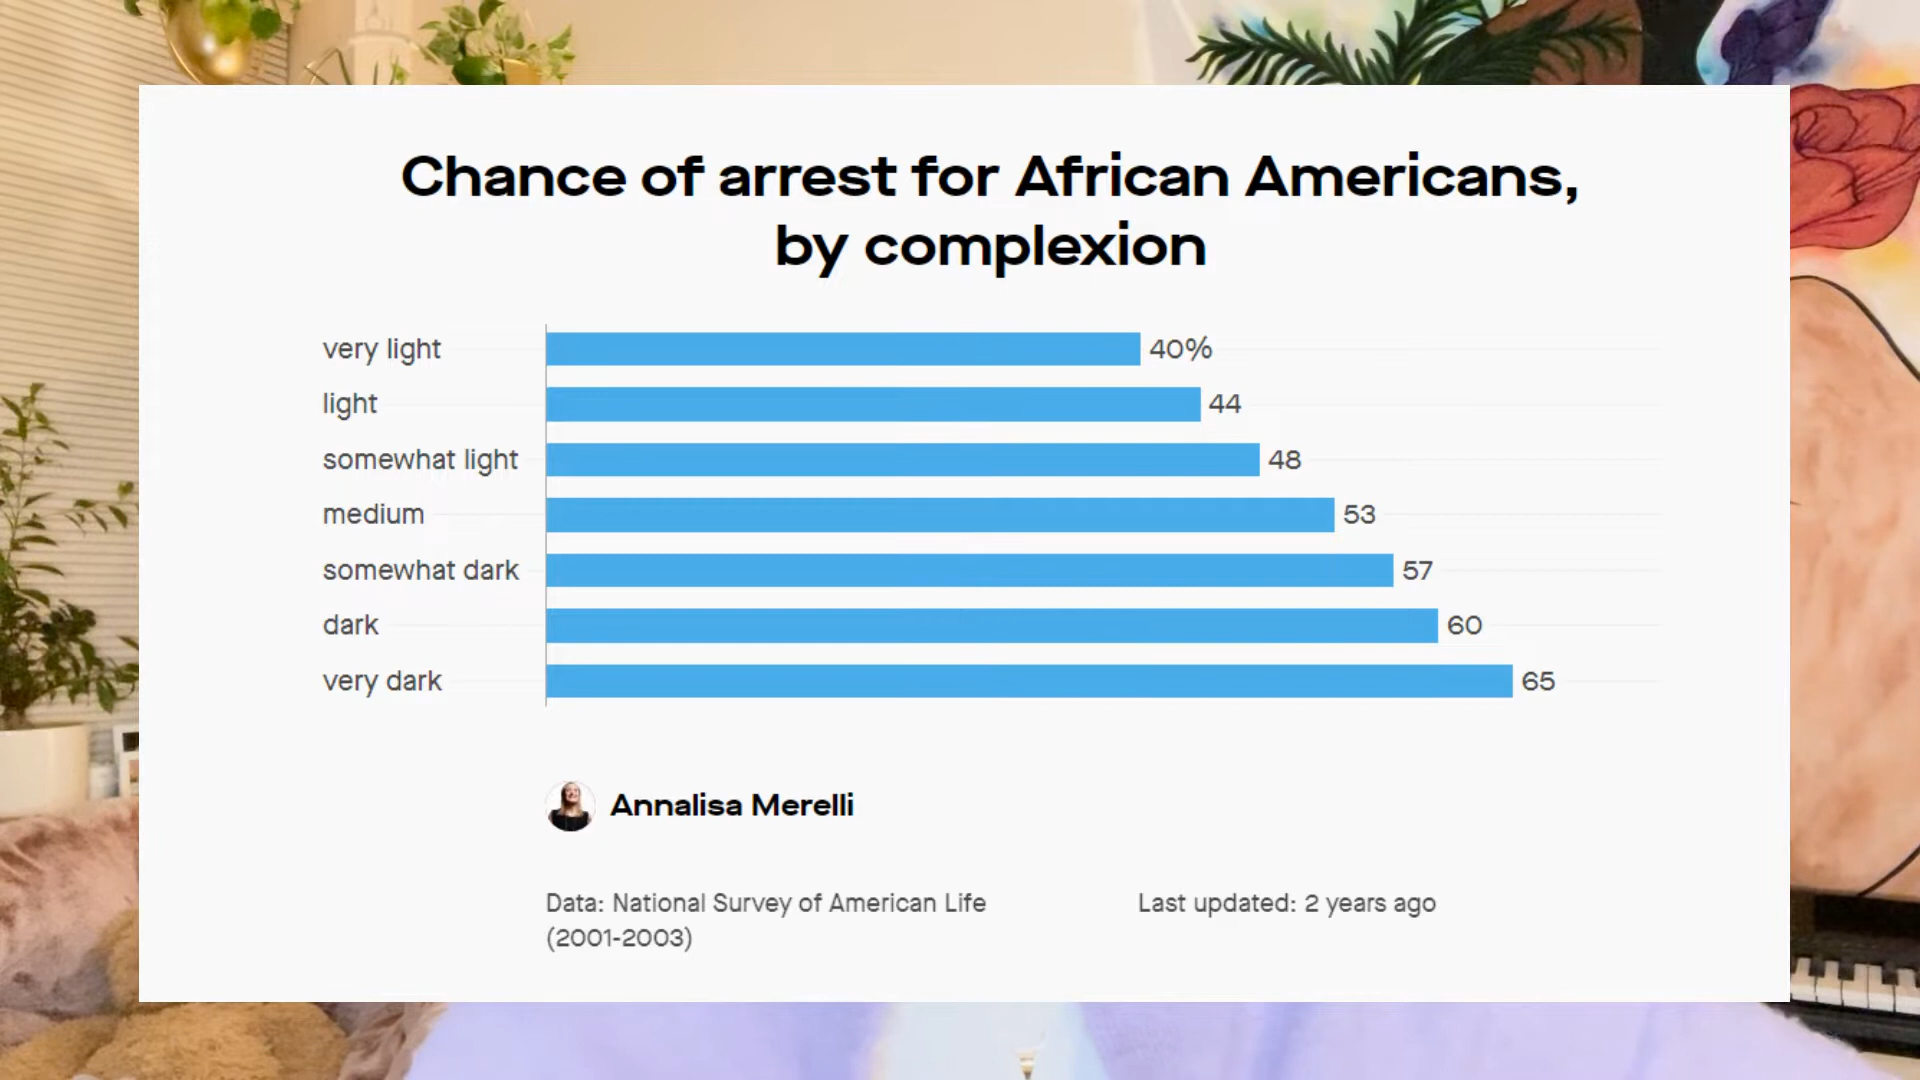 Chance of arrest for African Americans,
by complexion
very light 40%
light 44
somewhat light 48
medium 53
somewhat dark 57
dark 60
very dark 65
Annalisa Merelli
Data: National Survey of American Life
(2001-2003)
Last updated: 2 years ago